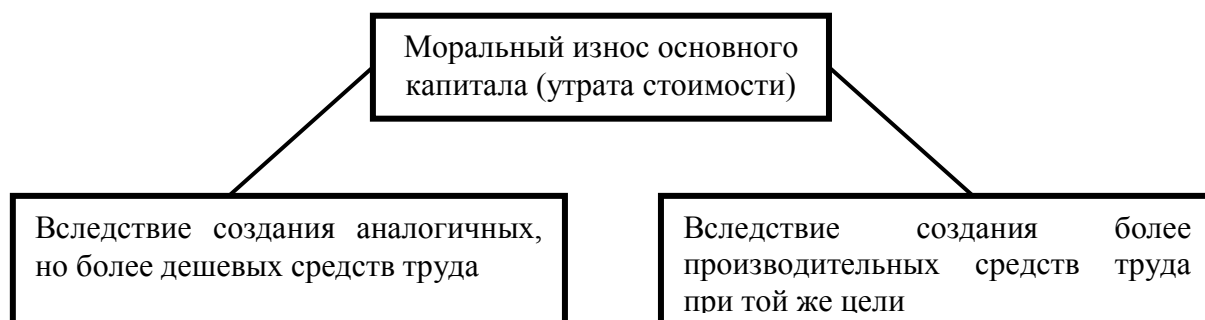 Моральный износ основного
капитала (утрата стоимости)
Вследствие создания аналогичных,
но более дешевых средств труда
Вследствие создания более
производительных средств труда
при той же цели